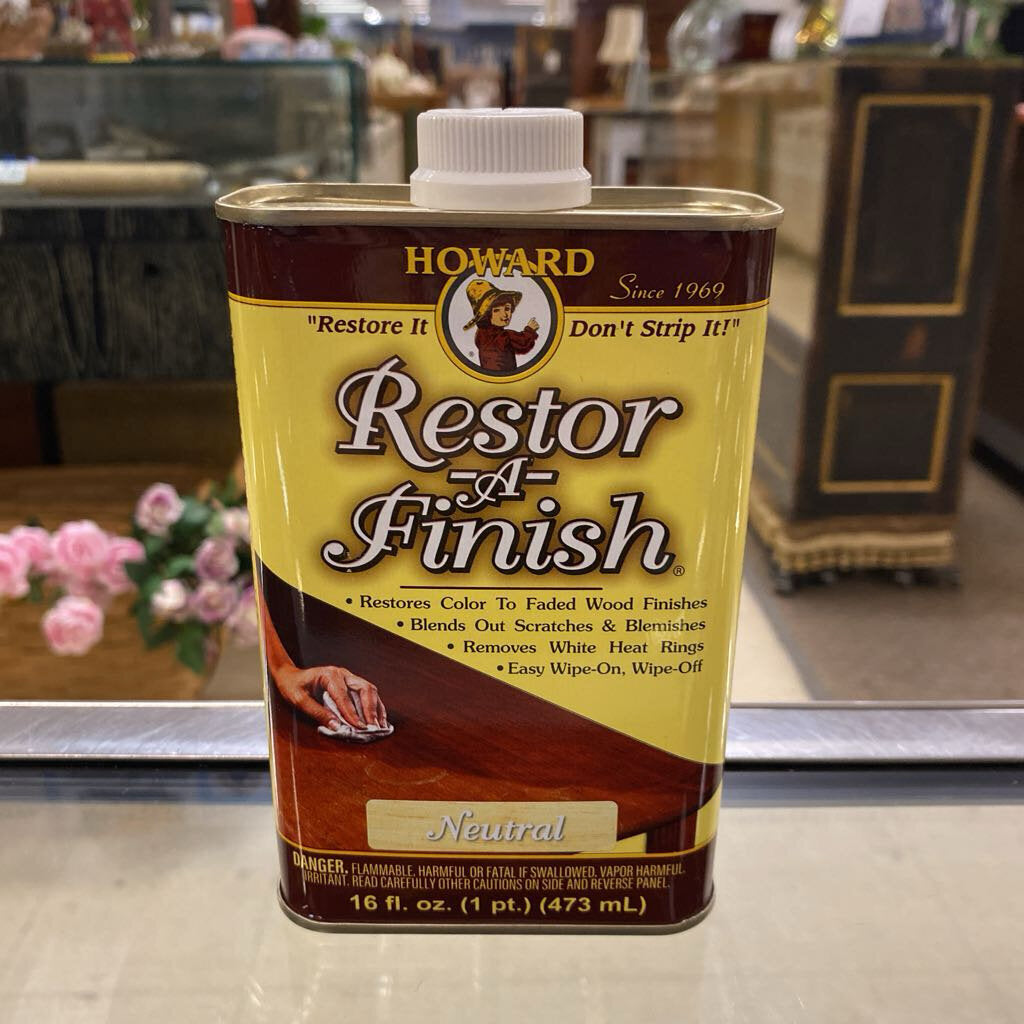 HOWARD
Since 1969
"Restore It Don't Strip It!"
®
Restor
-A-
Finish®
• Restores Color To Faded Wood Finishes
• Blends Out Scratches & Blemishes
• Removes White Heat Rings
• Easy Wipe-On, Wipe-Off
Neutral
DANGER. FLAMMABLE. HARMFUL OR FATAL IF SWALLOWED. VAPOR HARMFUL.
IRRITANT. READ CAREFULLY OTHER CAUTIONS ON SIDE AND REVERSE PANEL.
16 fl. oz. (1 pt.) (473 mL)